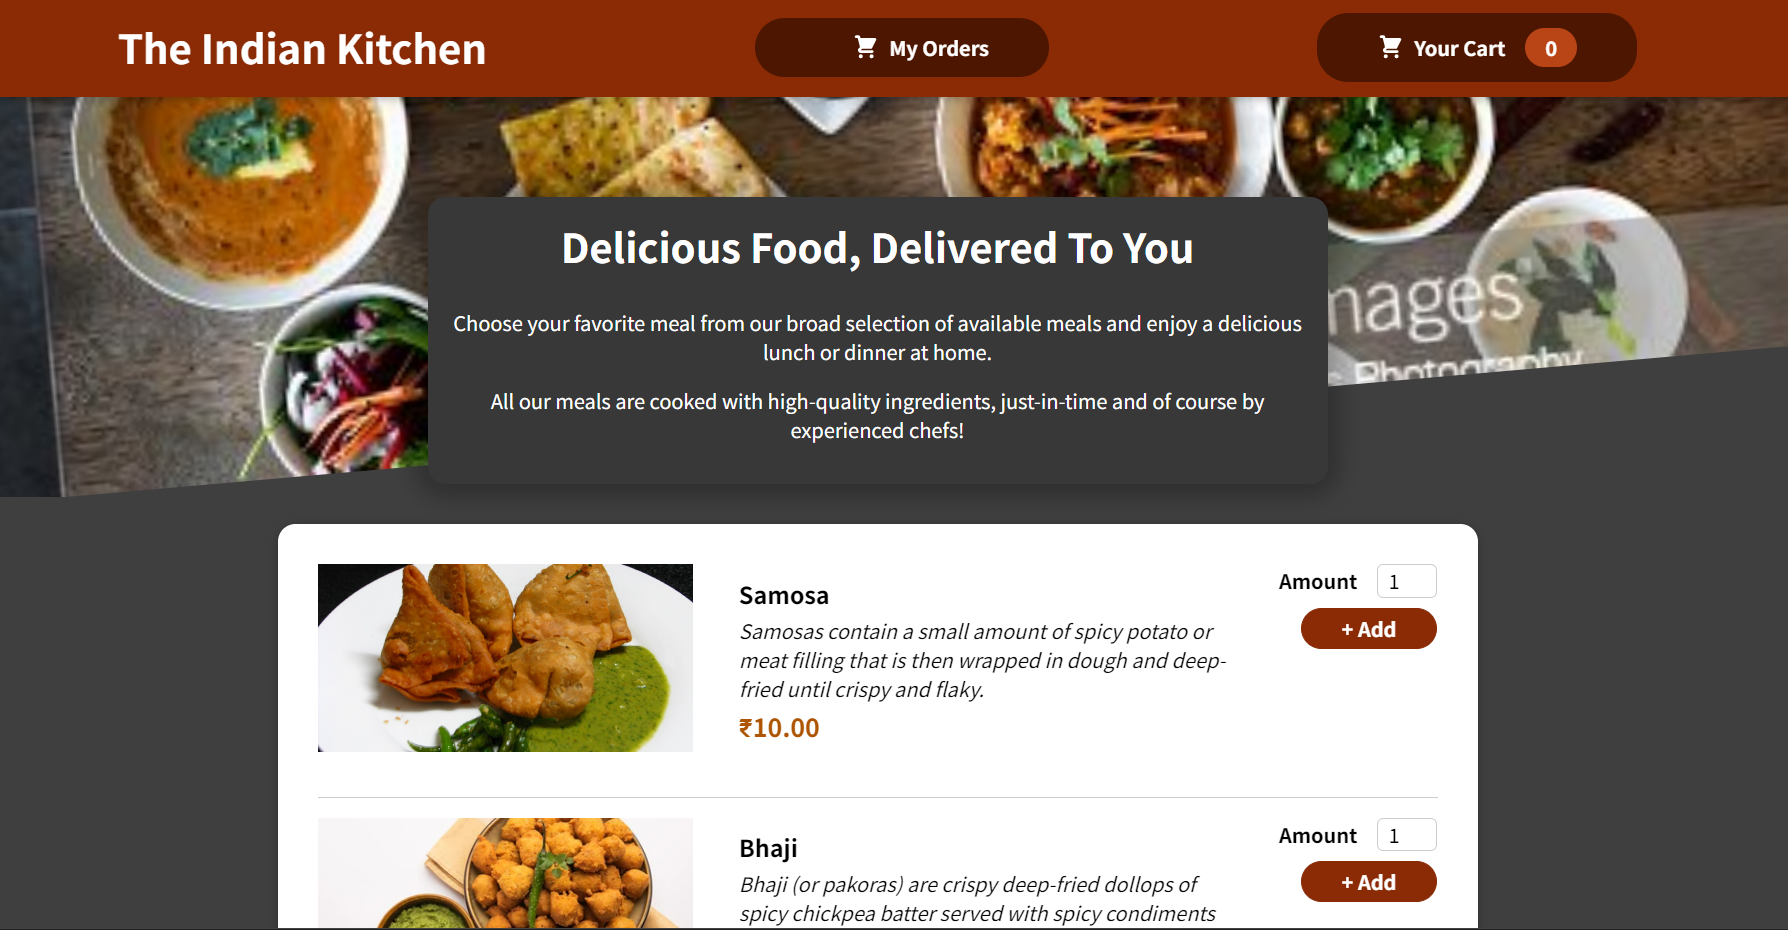 The Indian Kitchen
My Orders
Your Cart 0
Delicious Food, Delivered To You
Choose your favorite meal from our broad selection of available meals and enjoy a delicious
lunch or dinner at home.
All our meals are cooked with high-quality ingredients, just-in-time and of course by
experienced chefs!
nages
Photography
Samosa
Samosas contain a small amount of spicy potato or
meat filling that is then wrapped in dough and deep-
fried until crispy and flaky.
₹10.00
Amount 1
+ Add
Bhaji
Bhaji (or pakoras) are crispy deep-fried dollops of
spicy chickpea batter served with spicy condiments
Amount 1
+ Add